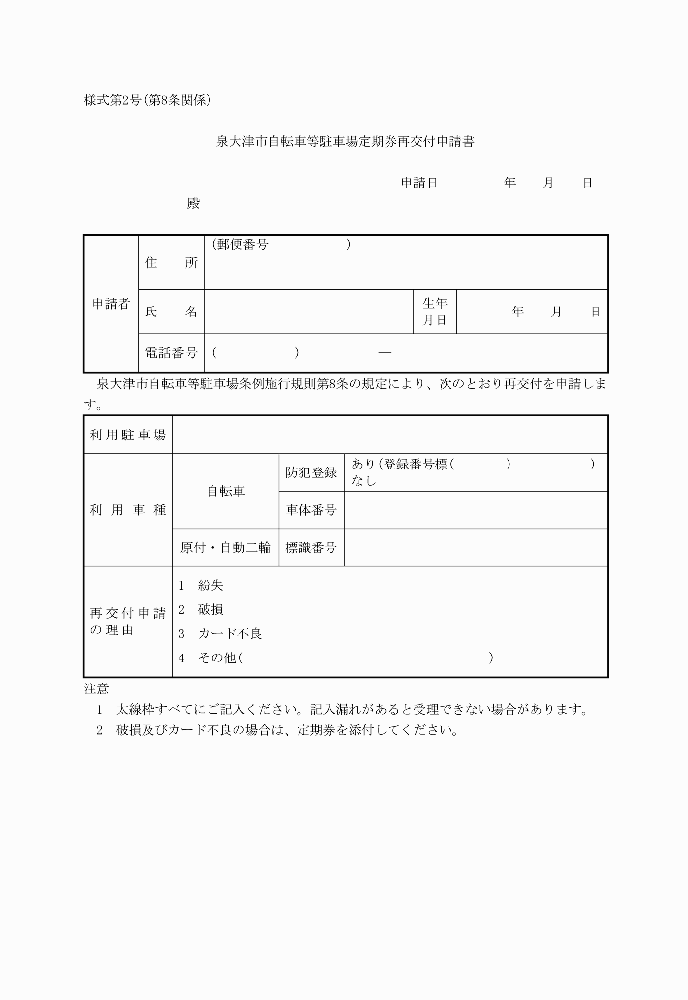 様式第2号(第8条関係)
泉大津市自転車等駐車場定期券再交付申請書
申請日　　　　　年　　月　　日
殿
申請者
住　　所
(郵便番号　　　　　　)
氏　　名
生年
月日
年　　月　　日
電話番号
(　　　　　　)　　　　　　―
泉大津市自転車等駐車場条例施行規則第8条の規定により、次のとおり再交付を申請しま
す。
利用駐車場
利用車種
自転車
防犯登録
あり(登録番号標(　　　　)　　　　　　)
なし
車体番号
原付・自動二輪
標識番号
再交付申請
の理由
1　紛失
2　破損
3　カード不良
4　その他(　　　　　　　　　　　　　　　　　　　)
注意
1　太線枠すべてにご記入ください。記入漏れがあると受理できない場合があります。
2　破損及びカード不良の場合は、定期券を添付してください。